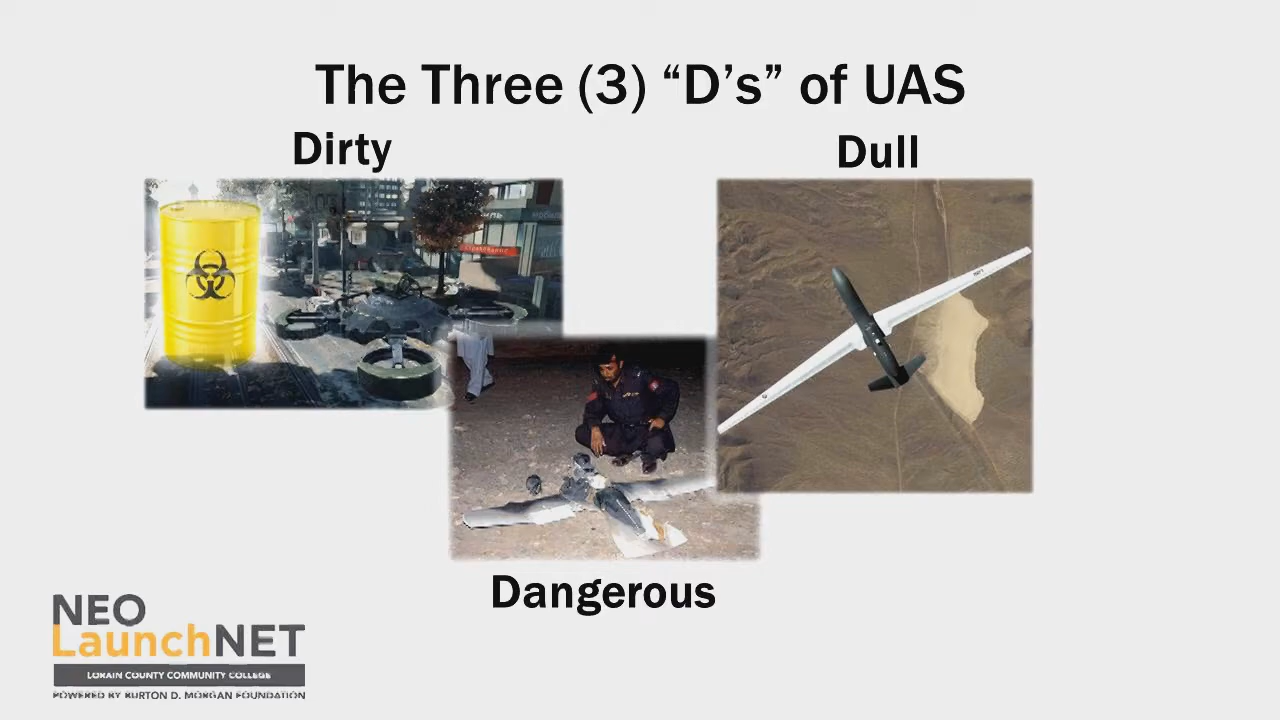 The Three (3) “D’s” of UAS
Dirty
Dull
Dangerous
NEO
LaunchNET
LORAIN COUNTY COMMUNITY COLLEGE
POWERED BY BURTON D. MORGAN FOUNDATION